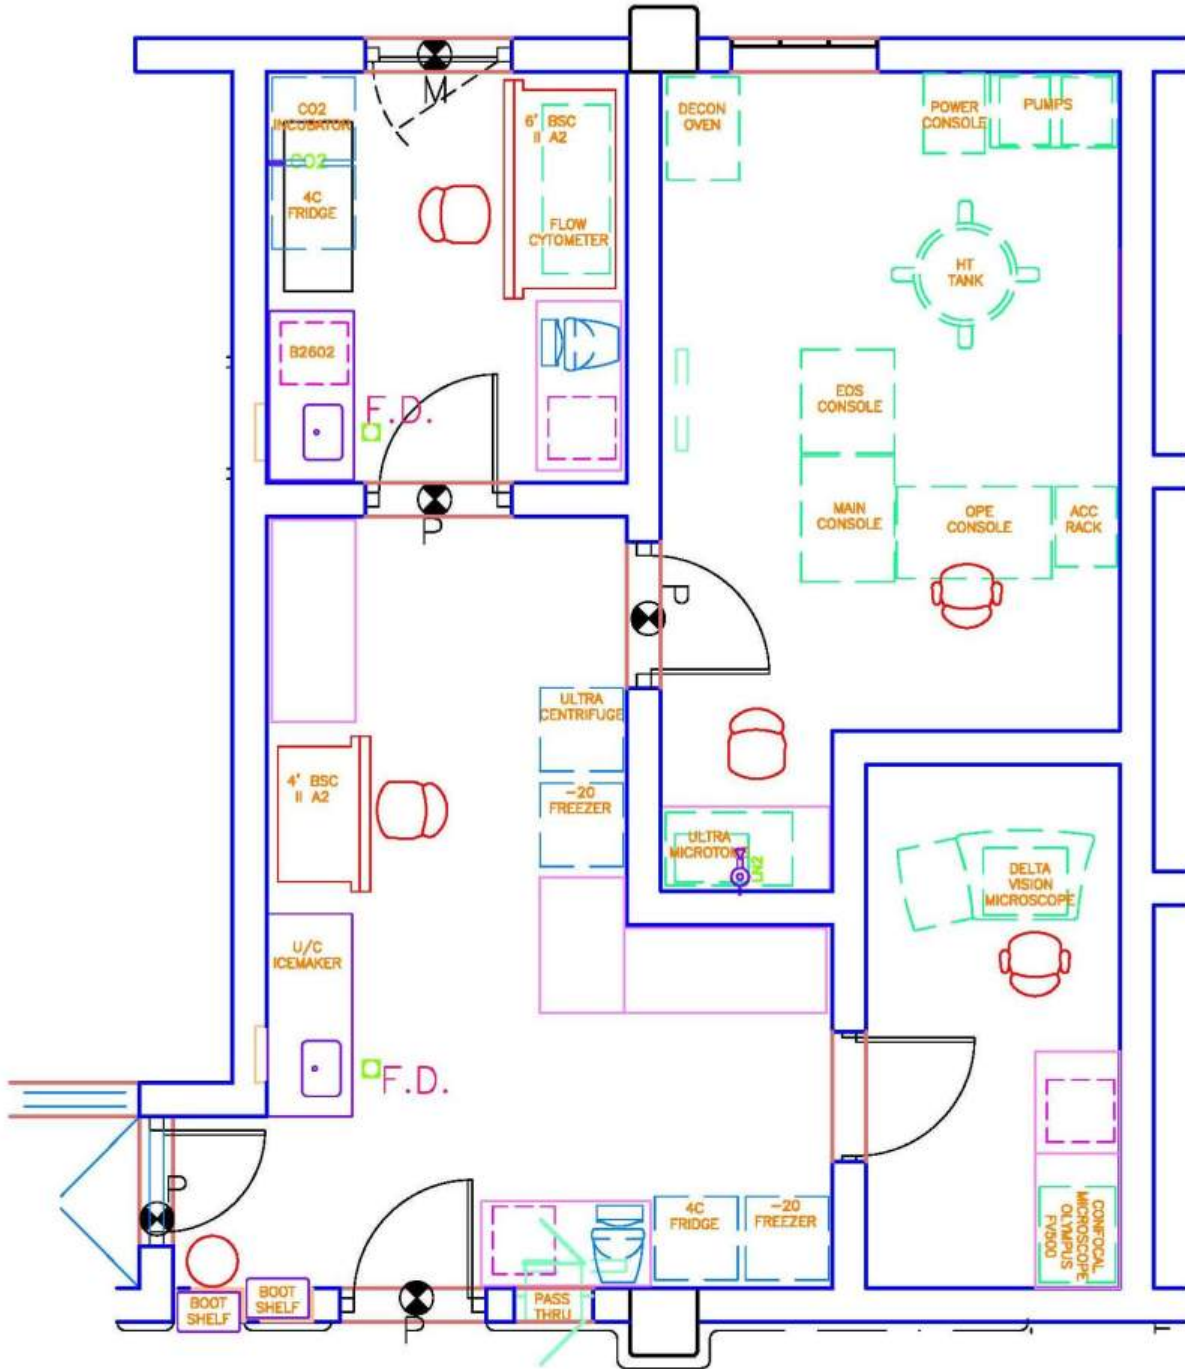 M
CO2
INCUBATOR
CO2
4C
FRIDGE
6' BSC
II A2
FLOW
CYTOMETER
DECON
OVEN
POWER
CONSOLE
PUMPS
HT
TANK
B2602
F.D.
EDS
CONSOLE
MAIN
CONSOLE
OPE
CONSOLE
ACC
RACK
P
P
ULTRA
CENTRIFUGE
-20
FREEZER
4' BSC
II A2
ULTRA
MICROTOME
LN2
DELTA
VISION
MICROSCOPE
U/C
ICEMAKER
F.D.
P
4C
FRIDGE
-20
FREEZER
CONFOCAL
MICROSCOPE
OLYMPUS
FV500
BOOT
SHELF
BOOT
SHELF
P
PASS
THRU